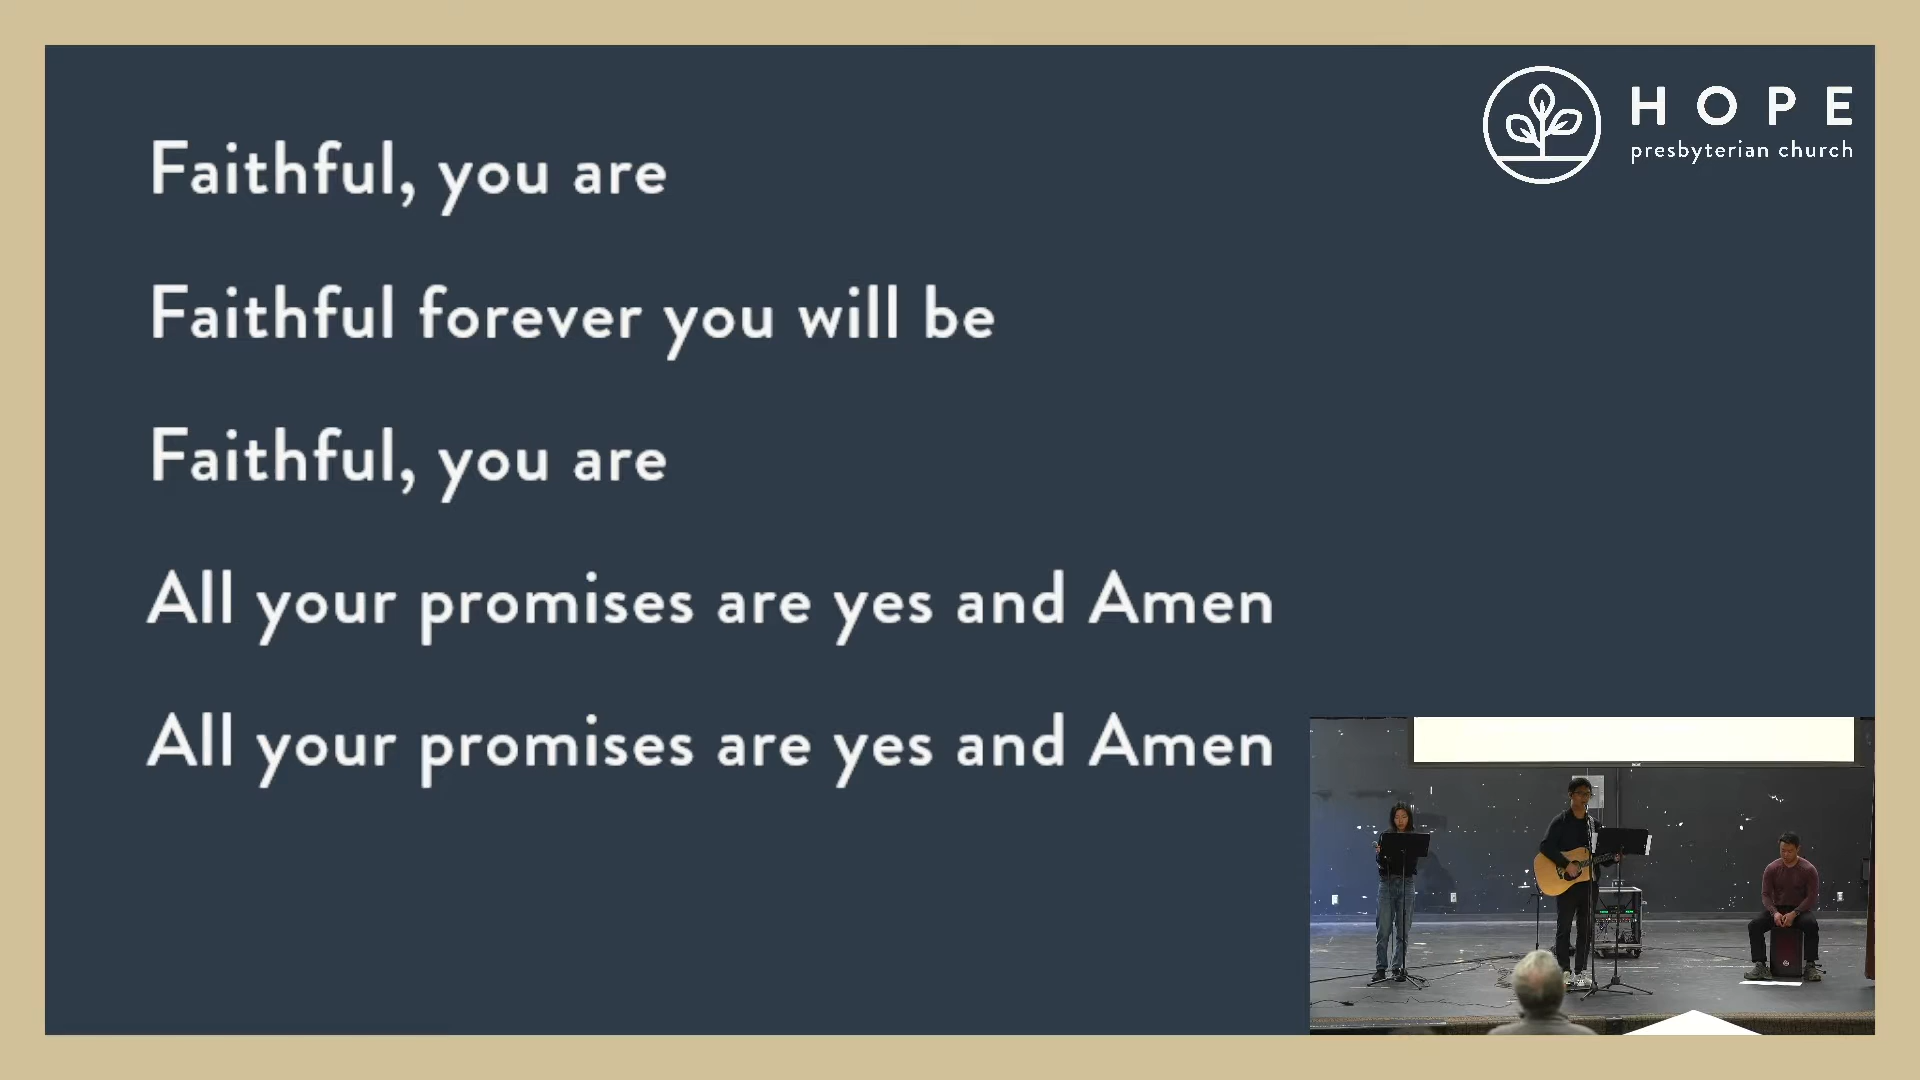 Faithful, you are
Faithful forever you will be
Faithful, you are
All your promises are yes and Amen
All your promises are yes and Amen
HOPE
presbyterian church